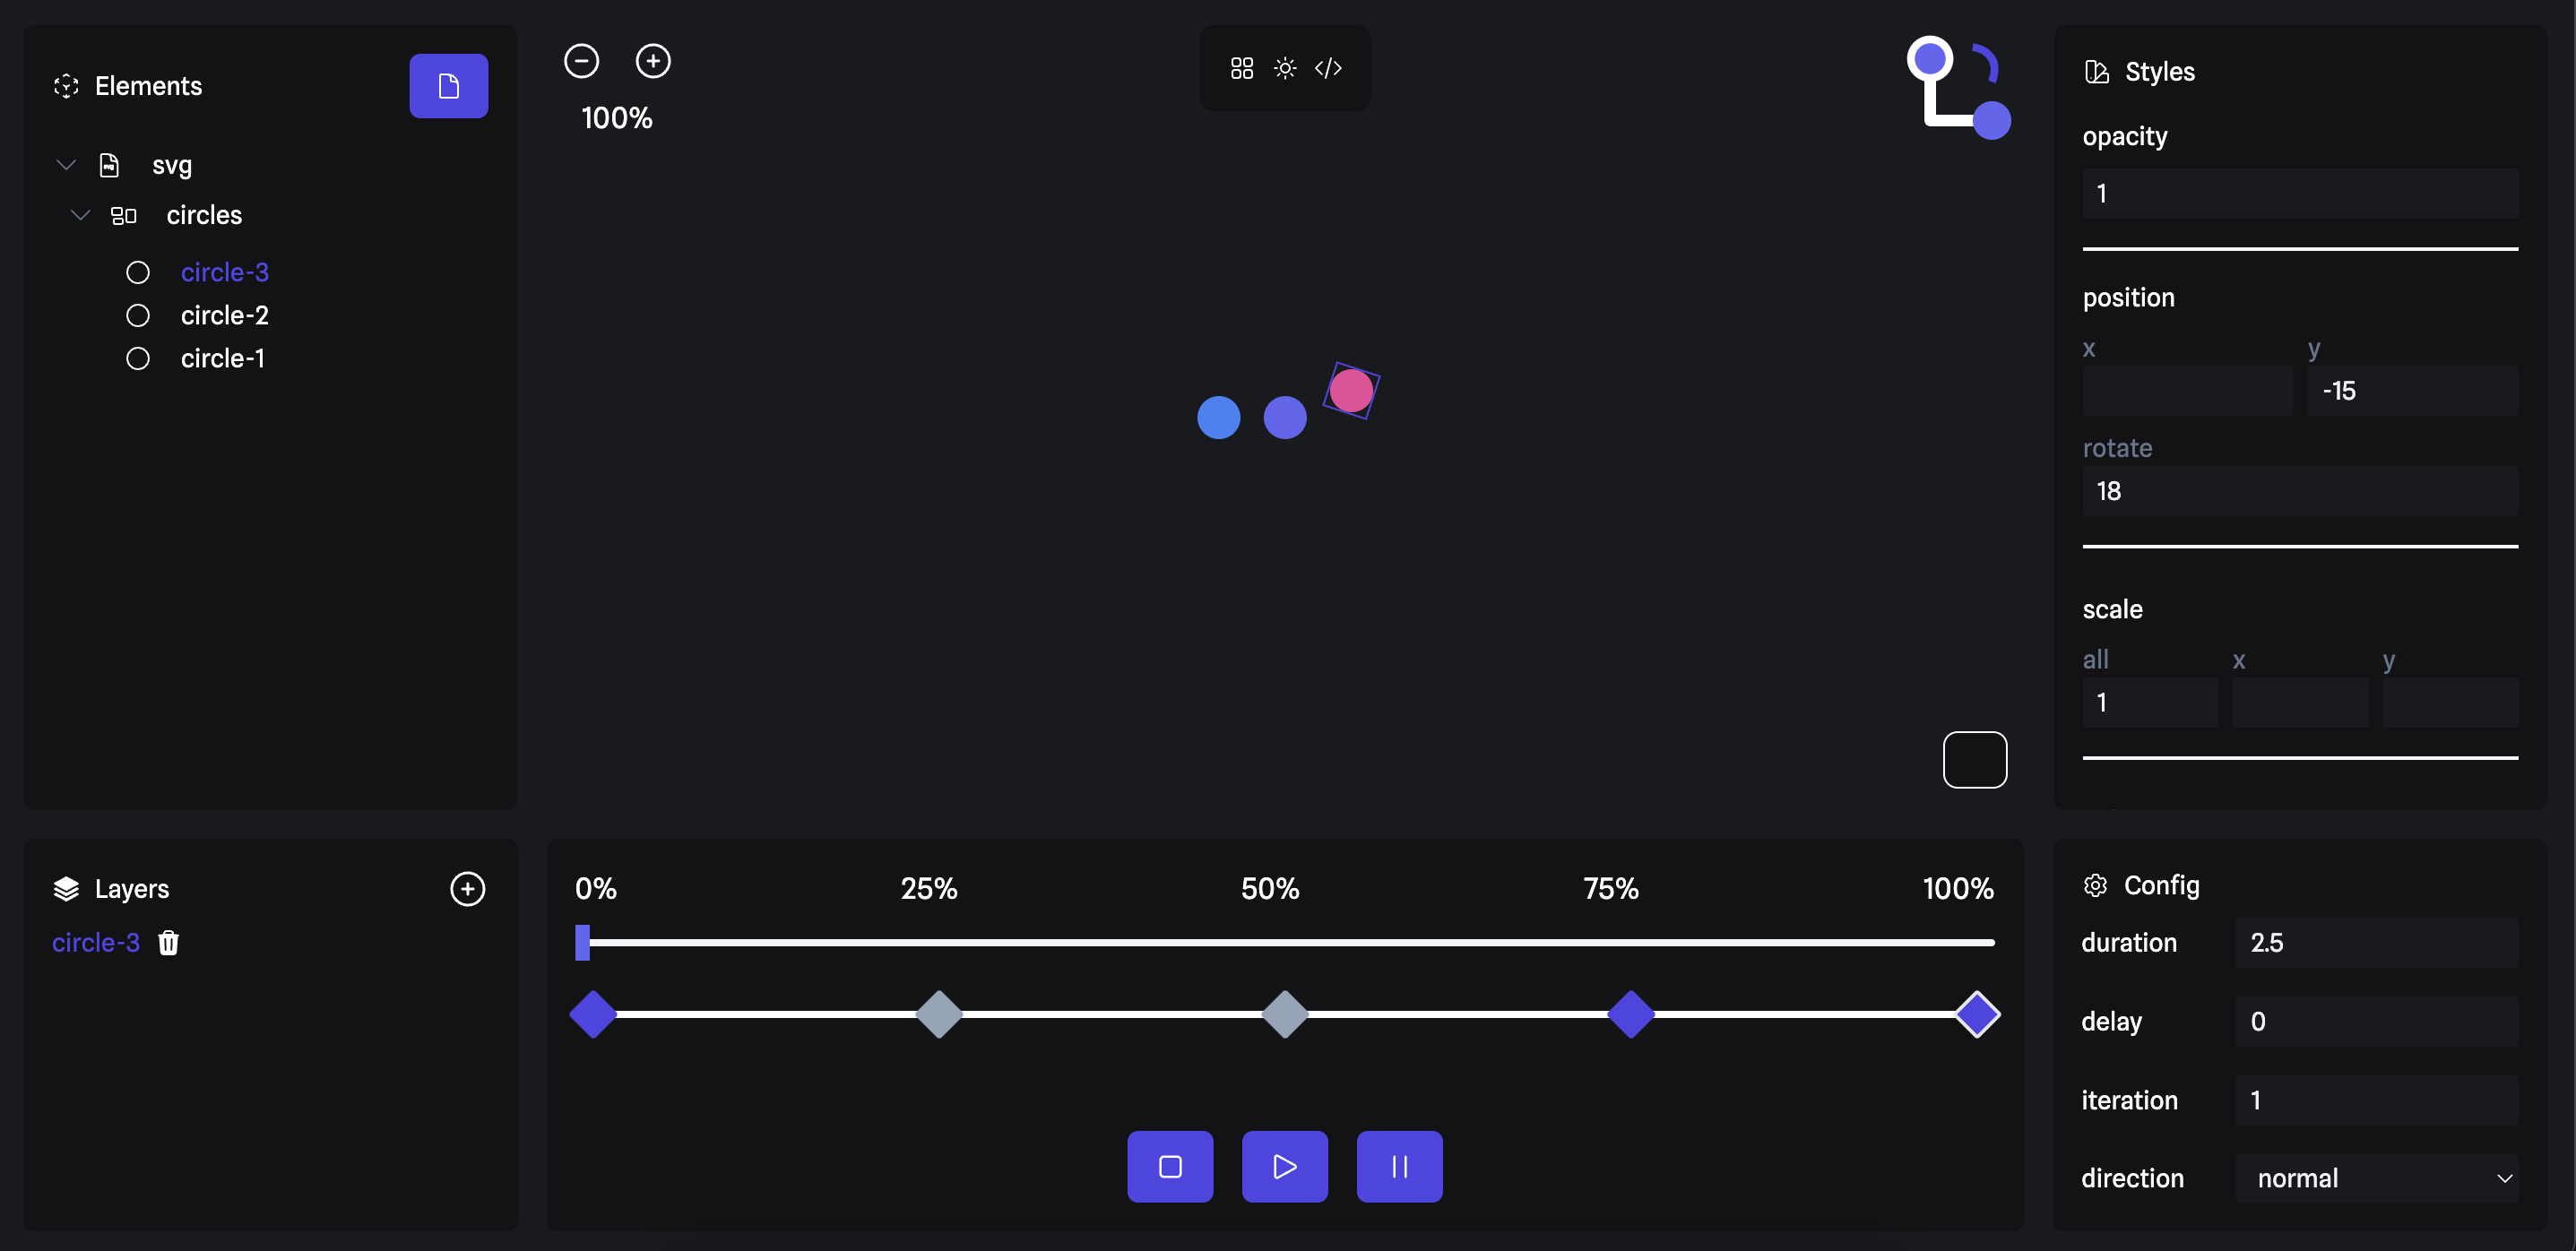 Elements
svg
circles
circle-3
circle-2
circle-1
100%
</>
Styles
opacity
1
position
x y
-15
rotate
18
scale
all x y
1
Layers
circle-3
0% 25% 50% 75% 100%
Config
duration 2.5
delay 0
iteration 1
direction normal